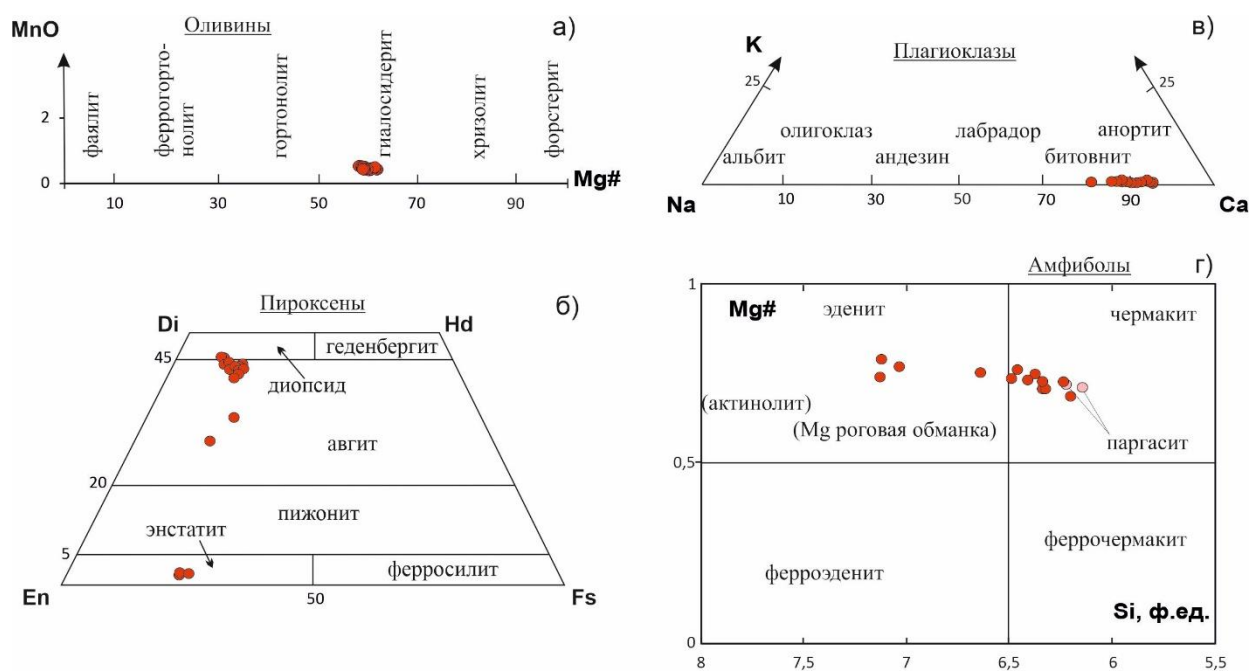 MnO
Оливины
а)
фаялит
феррогорто-
нолит
гортонолит
гиалосидерит
хризолит
форстерит
2
0
10
30
50
70
90
Mg#
в)
K
Плагиоклазы
25
25
олигоклаз
лабрадор
анортит
альбит
андезин
битовнит
10
30
50
70
90
Na
Ca
б)
Пироксены
Di
Hd
45
геденбергит
диопсид
авгит
20
пижонит
энстатит
5
ферросилит
En
50
Fs
Амфиболы
г)
1
Mg#
эденит
чермакит
(актинолит)
(Mg роговая обманка)
паргасит
0,5
ферроэденит
феррочермакит
Si, ф.ед.
0
8
7,5
7
6,5
6
5,5